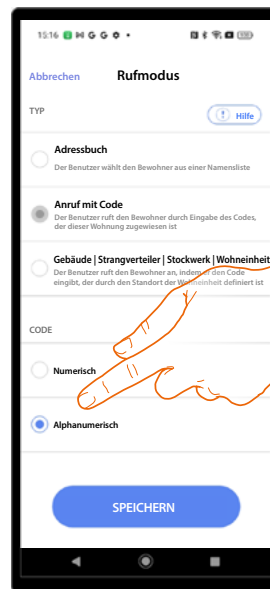 15:16 G G
Abbrechen Rufmodus
TYP
Hilfe
Adressbuch
Der Benutzer wählt den Bewohner aus einer Namensliste
Anruf mit Code
Der Benutzer ruft den Bewohner durch Eingabe des Codes,
der dieser Wohnung zugewiesen ist
Gebäude | Strangverteiler | Stockwerk | Wohneinheit
Der Benutzer ruft den Bewohner an, indem er den Code
eingibt, der durch den Standort der Wohneinheit definiert ist
CODE
Numerisch
Alphanumerisch
SPEICHERN